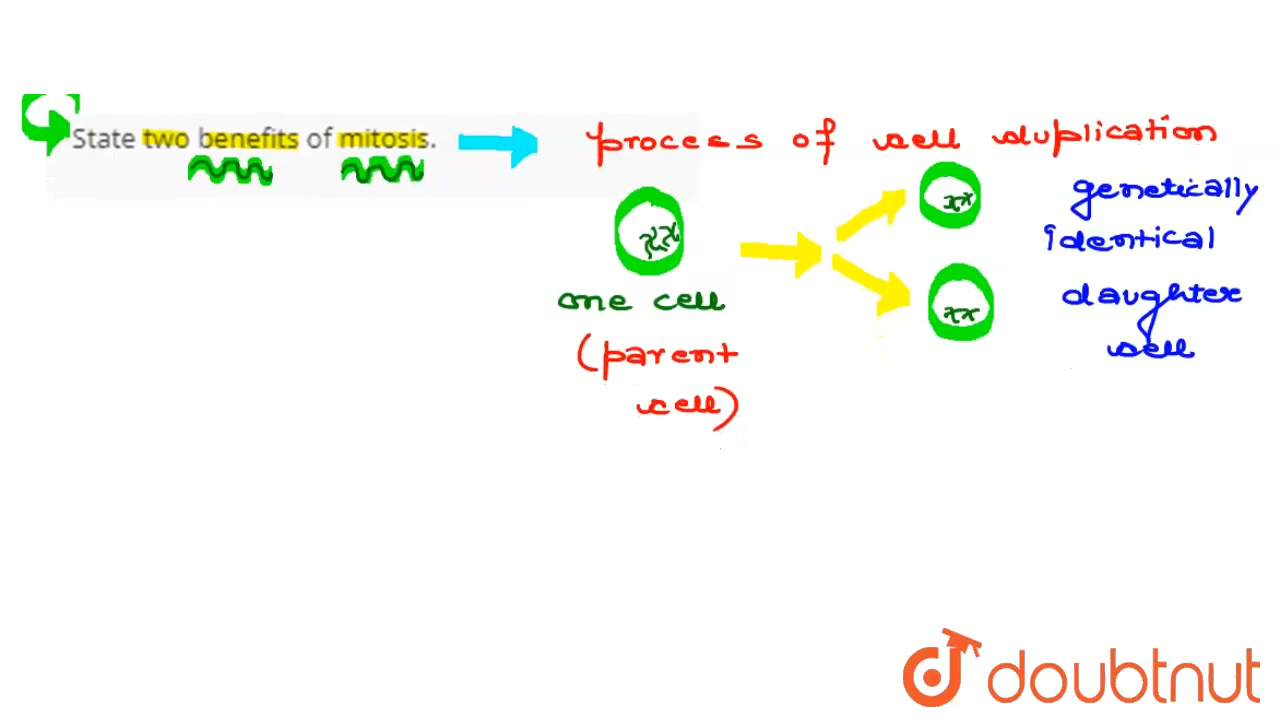 State two benefits of mitosis.
process of cell duplication
genetically
identical
one cell
daughter
cell
(parent
cell)
doubtnut